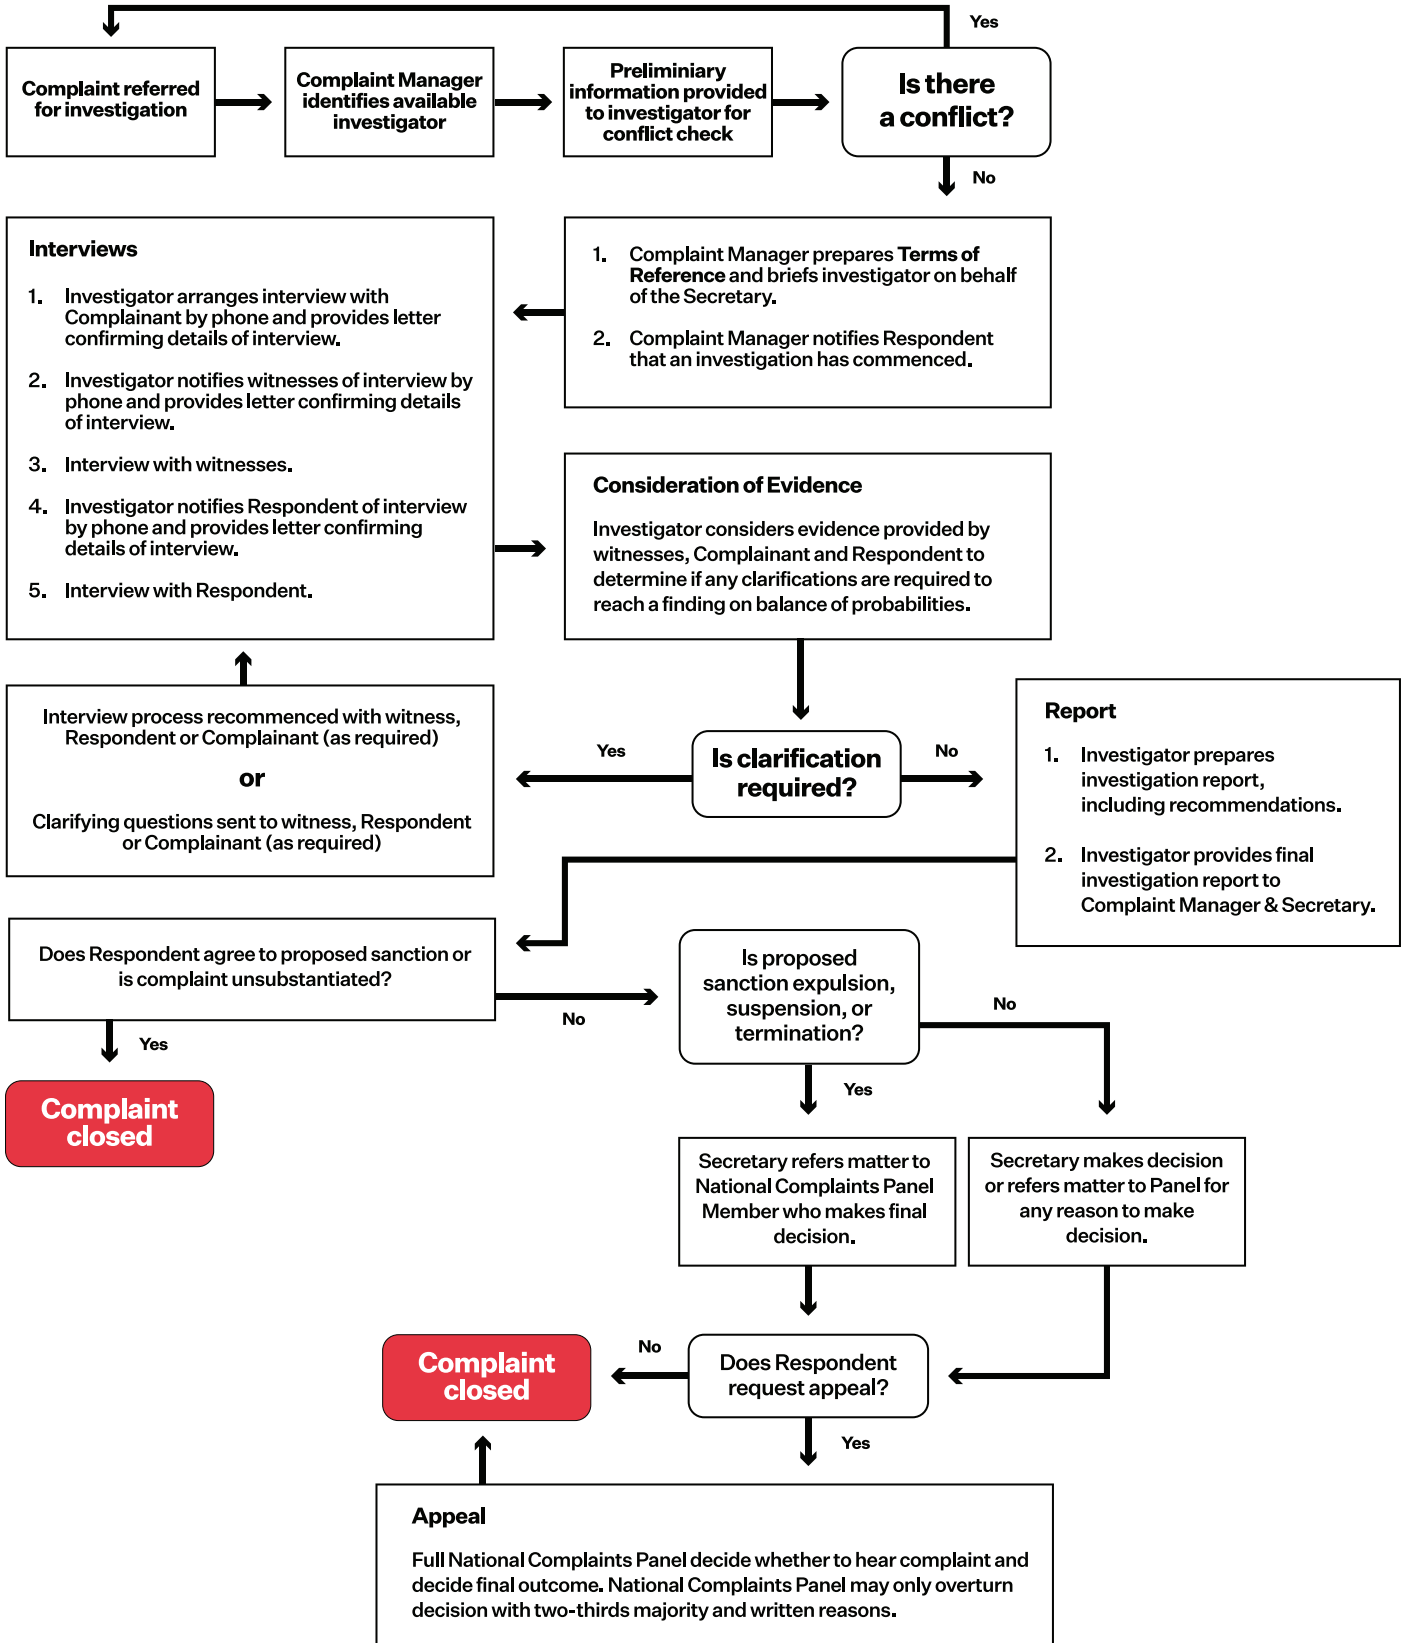 Yes
Complaint referred
for investigation
Complaint Manager
identifies available
investigator
Preliminiary
information provided
to investigator for
conflict check
Is there
a conflict?
No
Interviews
1. Investigator arranges interview with
Complainant by phone and provides letter
confirming details of interview.
2. Investigator notifies witnesses of interview by
phone and provides letter confirming details
of interview.
3. Interview with witnesses.
4. Investigator notifies Respondent of interview
by phone and provides letter confirming
details of interview.
5. Interview with Respondent.
1. Complaint Manager prepares Terms of
Reference and briefs investigator on behalf
of the Secretary.
2. Complaint Manager notifies Respondent
that an investigation has commenced.
Consideration of Evidence
Investigator considers evidence provided by
witnesses, Complainant and Respondent to
determine if any clarifications are required to
reach a finding on balance of probabilities.
Interview process recommenced with witness,
Respondent or Complainant (as required)
or
Clarifying questions sent to witness, Respondent
or Complainant (as required)
Yes
Is clarification
required?
No
Report
1. Investigator prepares
investigation report,
including recommendations.
2. Investigator provides final
investigation report to
Complaint Manager & Secretary.
Does Respondent agree to proposed sanction or
is complaint unsubstantiated?
No
Yes
Complaint
closed
Is proposed
sanction expulsion,
suspension, or
termination?
No
Yes
Secretary refers matter to
National Complaints Panel
Member who makes final
decision.
Secretary makes decision
or refers matter to Panel for
any reason to make
decision.
Complaint
closed
No
Does Respondent
request appeal?
Yes
Appeal
Full National Complaints Panel decide whether to hear complaint and
decide final outcome. National Complaints Panel may only overturn
decision with two-thirds majority and written reasons.